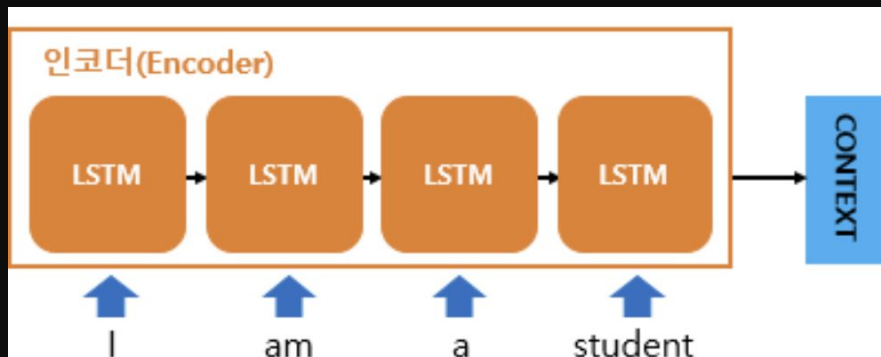 인코더(Encoder)
LSTM LSTM LSTM LSTM
CONTEXT
I am a student